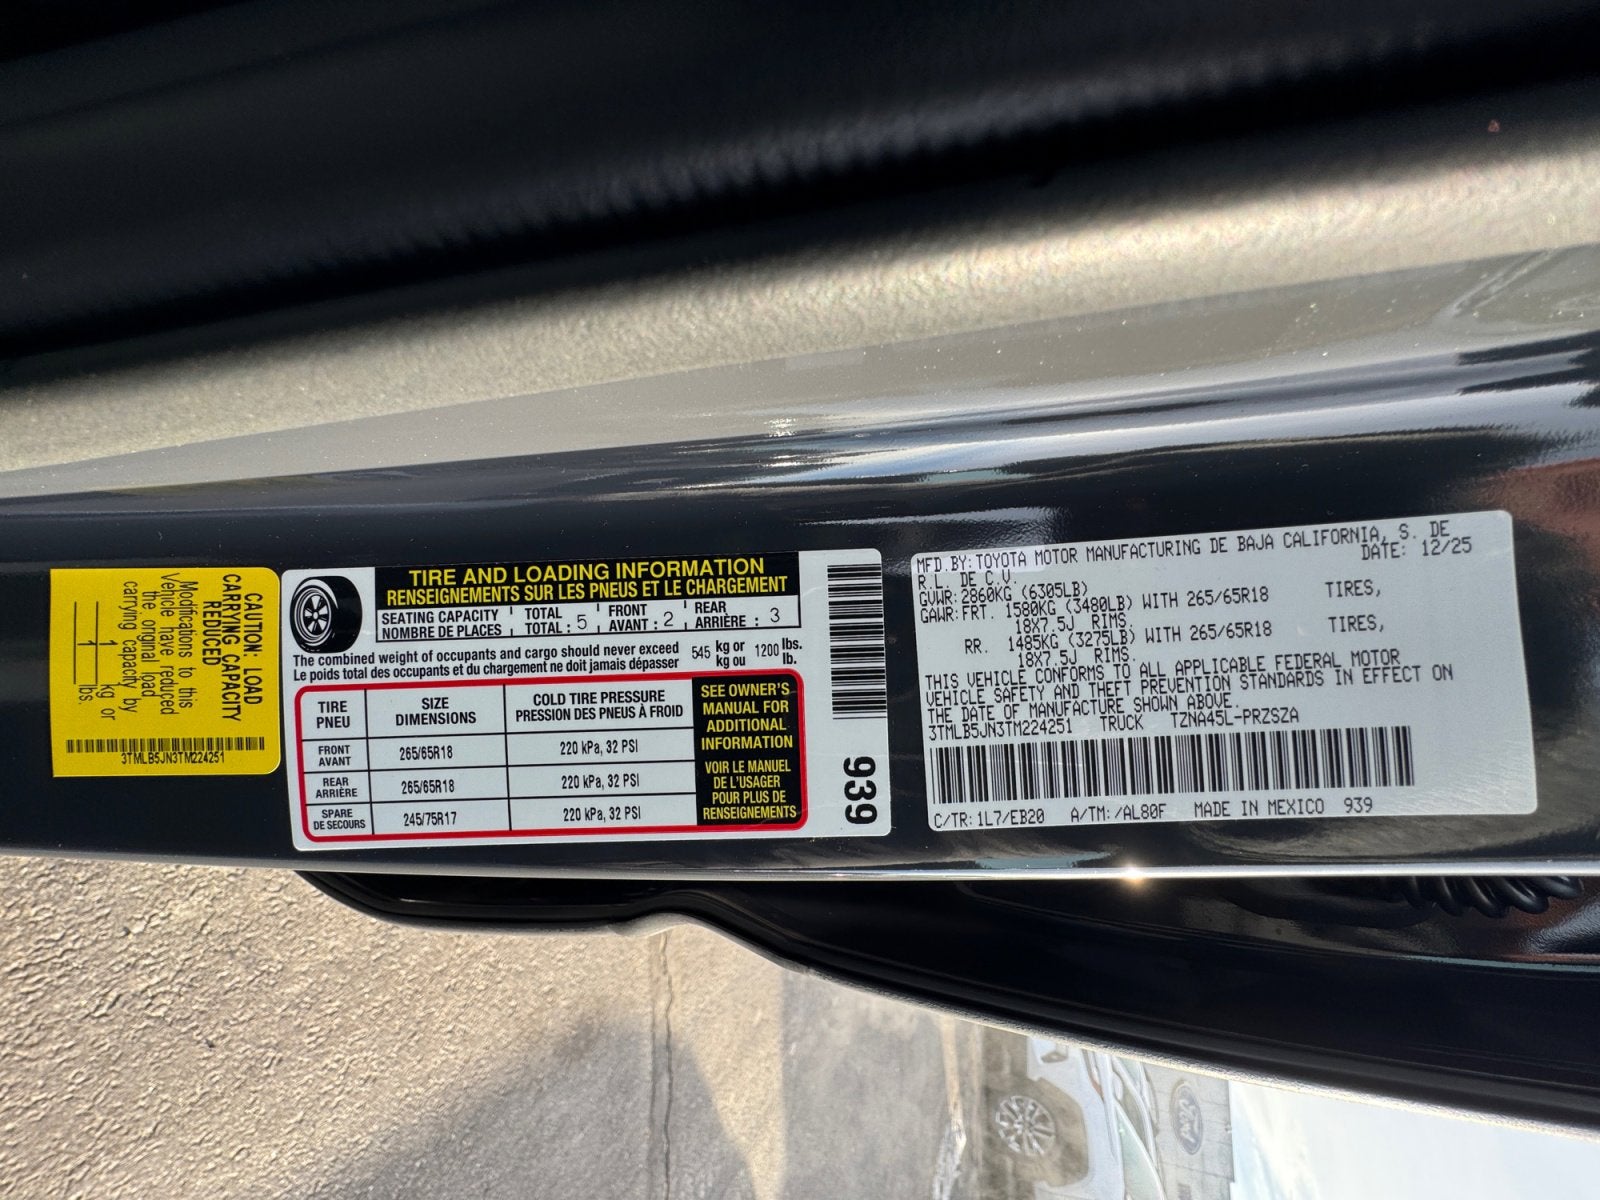 CAUTION: LOAD
CARRYING CAPACITY
REDUCED
Modifications to this
Vehicle have reduced
the original load
carrying capacity by
1 kg or
1 lbs.
3TMLB5JN3TM224251
TIRE AND LOADING INFORMATION
RENSEIGNEMENTS SUR LES PNEUS ET LE CHARGEMENT
SEATING CAPACITY TOTAL FRONT REAR
NOMBRE DE PLACES TOTAL : 5 AVANT : 2 ARRIÈRE : 3
The combined weight of occupants and cargo should never exceed 545 kg or 1200 lbs.
Le poids total des occupants et du chargement ne doit jamais dépasser kg ou lb.
TIRE SIZE COLD TIRE PRESSURE
PNEU DIMENSIONS PRESSION DES PNEUS À FROID
FRONT
AVANT 265/65R18 220 kPa, 32 PSI
REAR
ARRIÈRE 265/65R18 220 kPa, 32 PSI
SPARE
DE SECOURS 245/75R17 220 kPa, 32 PSI
SEE OWNER'S
MANUAL FOR
ADDITIONAL
INFORMATION
VOIR LE MANUEL
DE L'USAGER
POUR PLUS DE
RENSEIGNEMENTS
939
MFD.BY:TOYOTA MOTOR MANUFACTURING DE BAJA CALIFORNIA, S. DE
R.L. DE C.V. DATE: 12/25
GVWR:2860KG (6305LB)
GAWR:FRT. 1580KG (3480LB) WITH 265/65R18 TIRES,
18X7.5J RIMS.
RR. 1485KG (3275LB) WITH 265/65R18 TIRES,
18X7.5J RIMS.
THIS VEHICLE CONFORMS TO ALL APPLICABLE FEDERAL MOTOR
VEHICLE SAFETY AND THEFT PREVENTION STANDARDS IN EFFECT ON
THE DATE OF MANUFACTURE SHOWN ABOVE.
3TMLB5JN3TM224251 TRUCK TZNA45L-PRZSZA
C/TR:1L7/EB20 A/TM:/AL80F MADE IN MEXICO 939